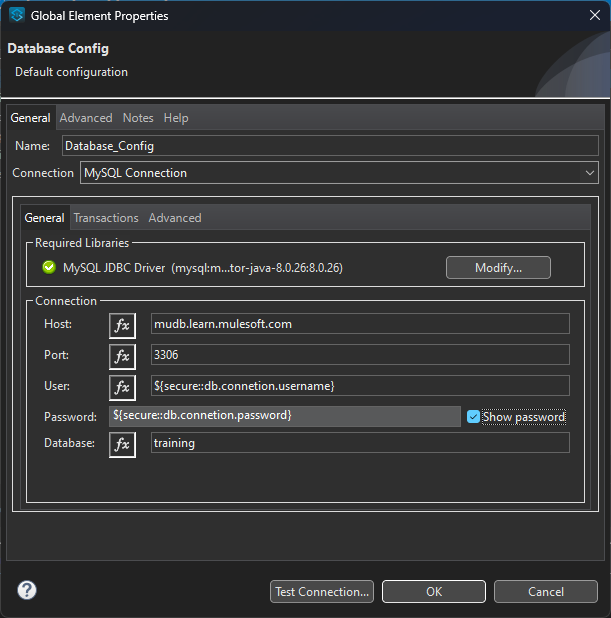 Global Element Properties
Database Config
Default configuration
General Advanced Notes Help
Name: Database_Config
Connection MySQL Connection
General Transactions Advanced
Required Libraries
MySQL JDBC Driver (mysql:m...tor-java-8.0.26:8.0.26) Modify...
Connection
Host: fx mudb.learn.mulesoft.com
Port: fx 3306
User: fx ${secure::db.connetion.username}
Password: ${secure::db.connetion.password} Show password
Database: fx training
? Test Connection... OK Cancel